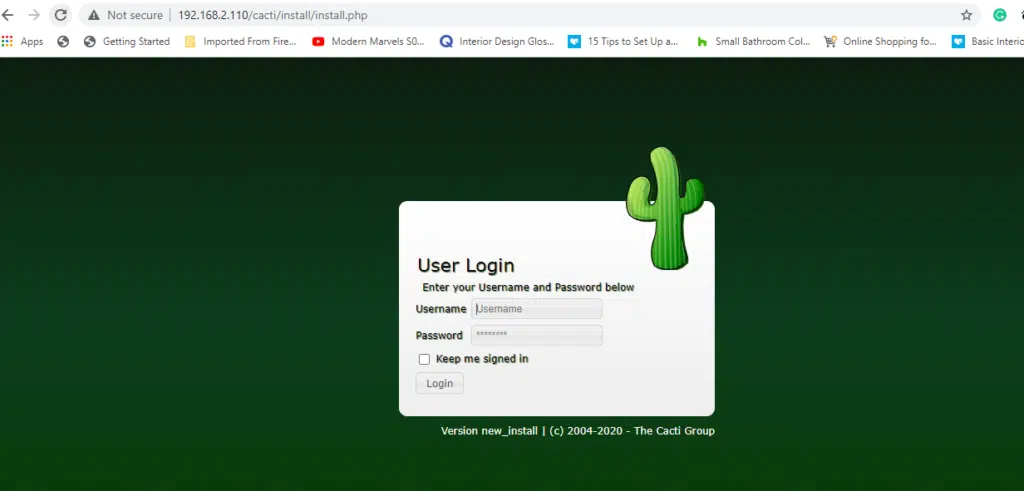 Not secure | 192.168.2.110/cacti/install/install.php
Apps Getting Started Imported From Fire... Modern Marvels S0... Interior Design Glos... 15 Tips to Set Up a... Small Bathroom Col... Online Shopping fo... Basic Interio
User Login
Enter your Username and Password below
Username Username
Password ********
Keep me signed in
Login
Version new_install | (c) 2004-2020 - The Cacti Group